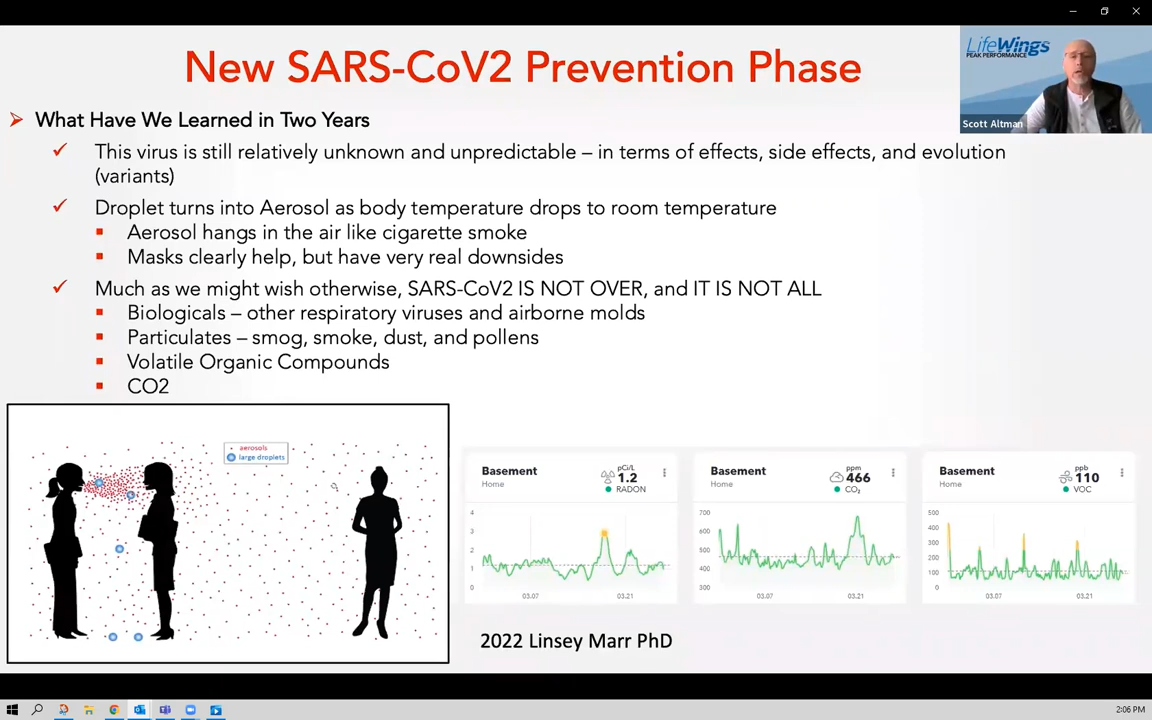 New SARS-CoV2 Prevention Phase
LifeWings
PEAK PERFORMANCE
Scott Altman
What Have We Learned in Two Years
This virus is still relatively unknown and unpredictable – in terms of effects, side effects, and evolution
(variants)
Droplet turns into Aerosol as body temperature drops to room temperature
Aerosol hangs in the air like cigarette smoke
Masks clearly help, but have very real downsides
Much as we might wish otherwise, SARS-CoV2 IS NOT OVER, and IT IS NOT ALL
Biologicals – other respiratory viruses and airborne molds
Particulates – smog, smoke, dust, and pollens
Volatile Organic Compounds
CO2
aerosols
large droplets
Basement
Home
pCi/L
1.2
RADON
4
3
2
1
0
03.07 03.21
Basement
Home
ppm
466
CO₂
700
600
500
400
300
03.07 03.21
Basement
Home
ppb
110
VOC
500
400
300
200
100
0
03.07 03.21
2022 Linsey Marr PhD
2:06 PM